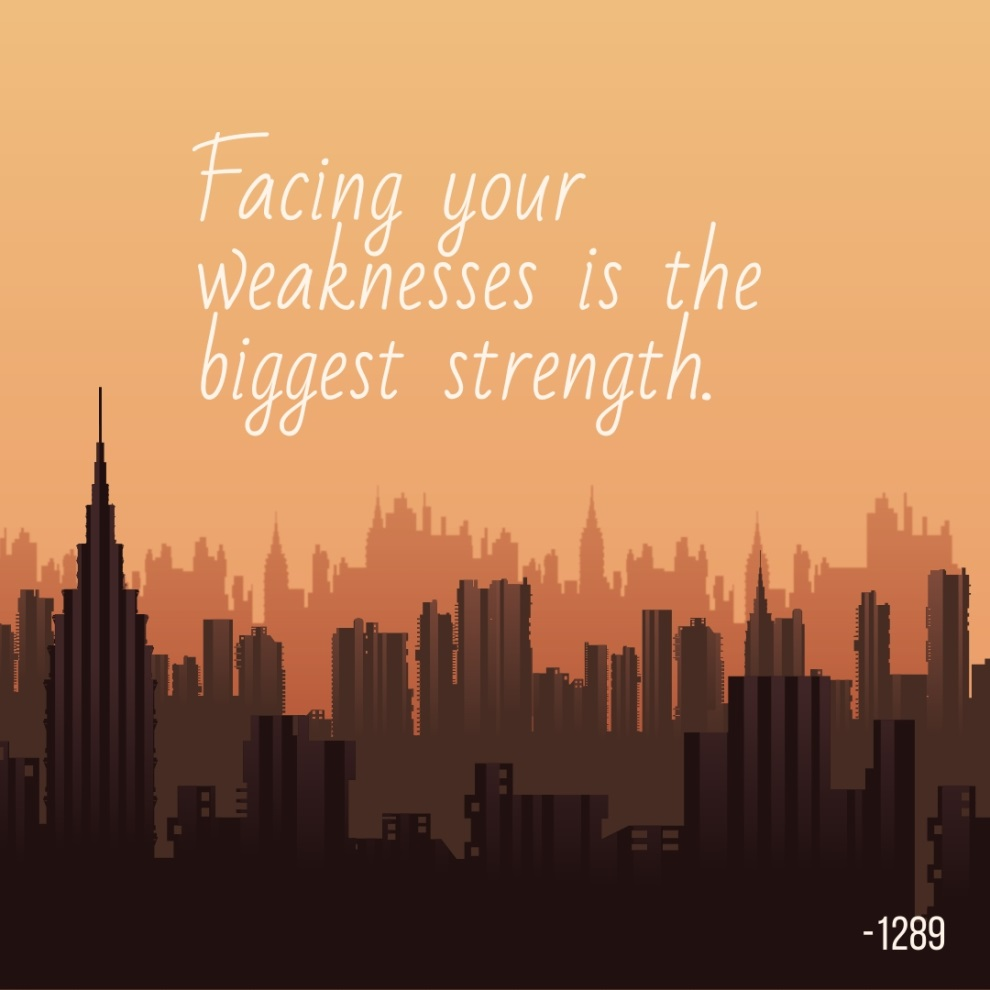 Facing your
weaknesses is the
biggest strength.
-1289